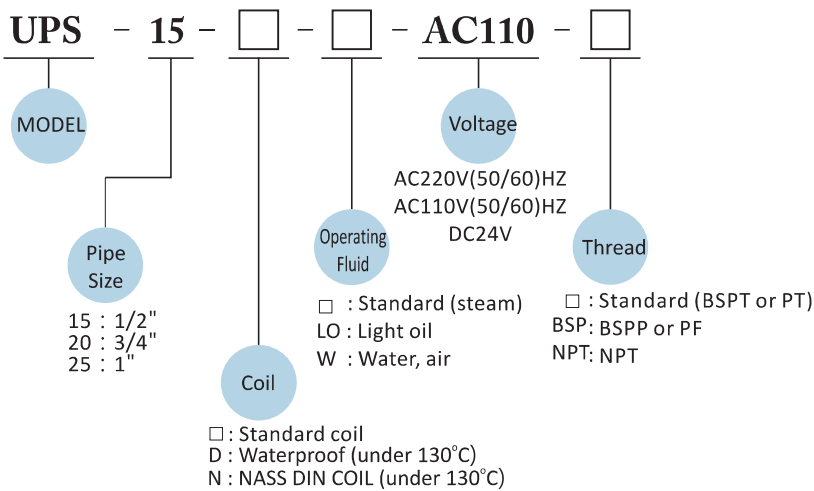 UPS - 15 - □ - □ - AC110 - □
MODEL
Voltage
AC220V(50/60)HZ
AC110V(50/60)HZ
DC24V
Pipe
Size
15 : 1/2"
20 : 3/4"
25 : 1"
Operating
Fluid
□ : Standard (steam)
LO : Light oil
W : Water, air
Thread
□ : Standard (BSPT or PT)
BSP: BSPP or PF
NPT: NPT
Coil
□ : Standard coil
D : Waterproof (under 130°C)
N : NASS DIN COIL (under 130°C)